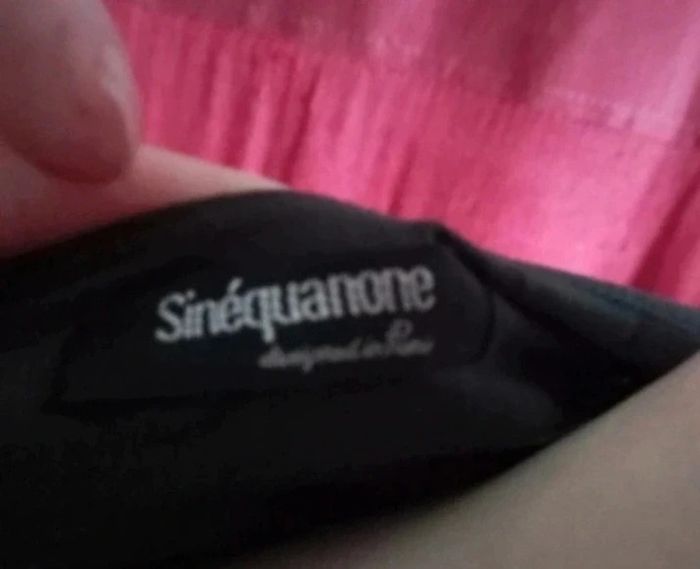 Sinéquanone
designed in Paris